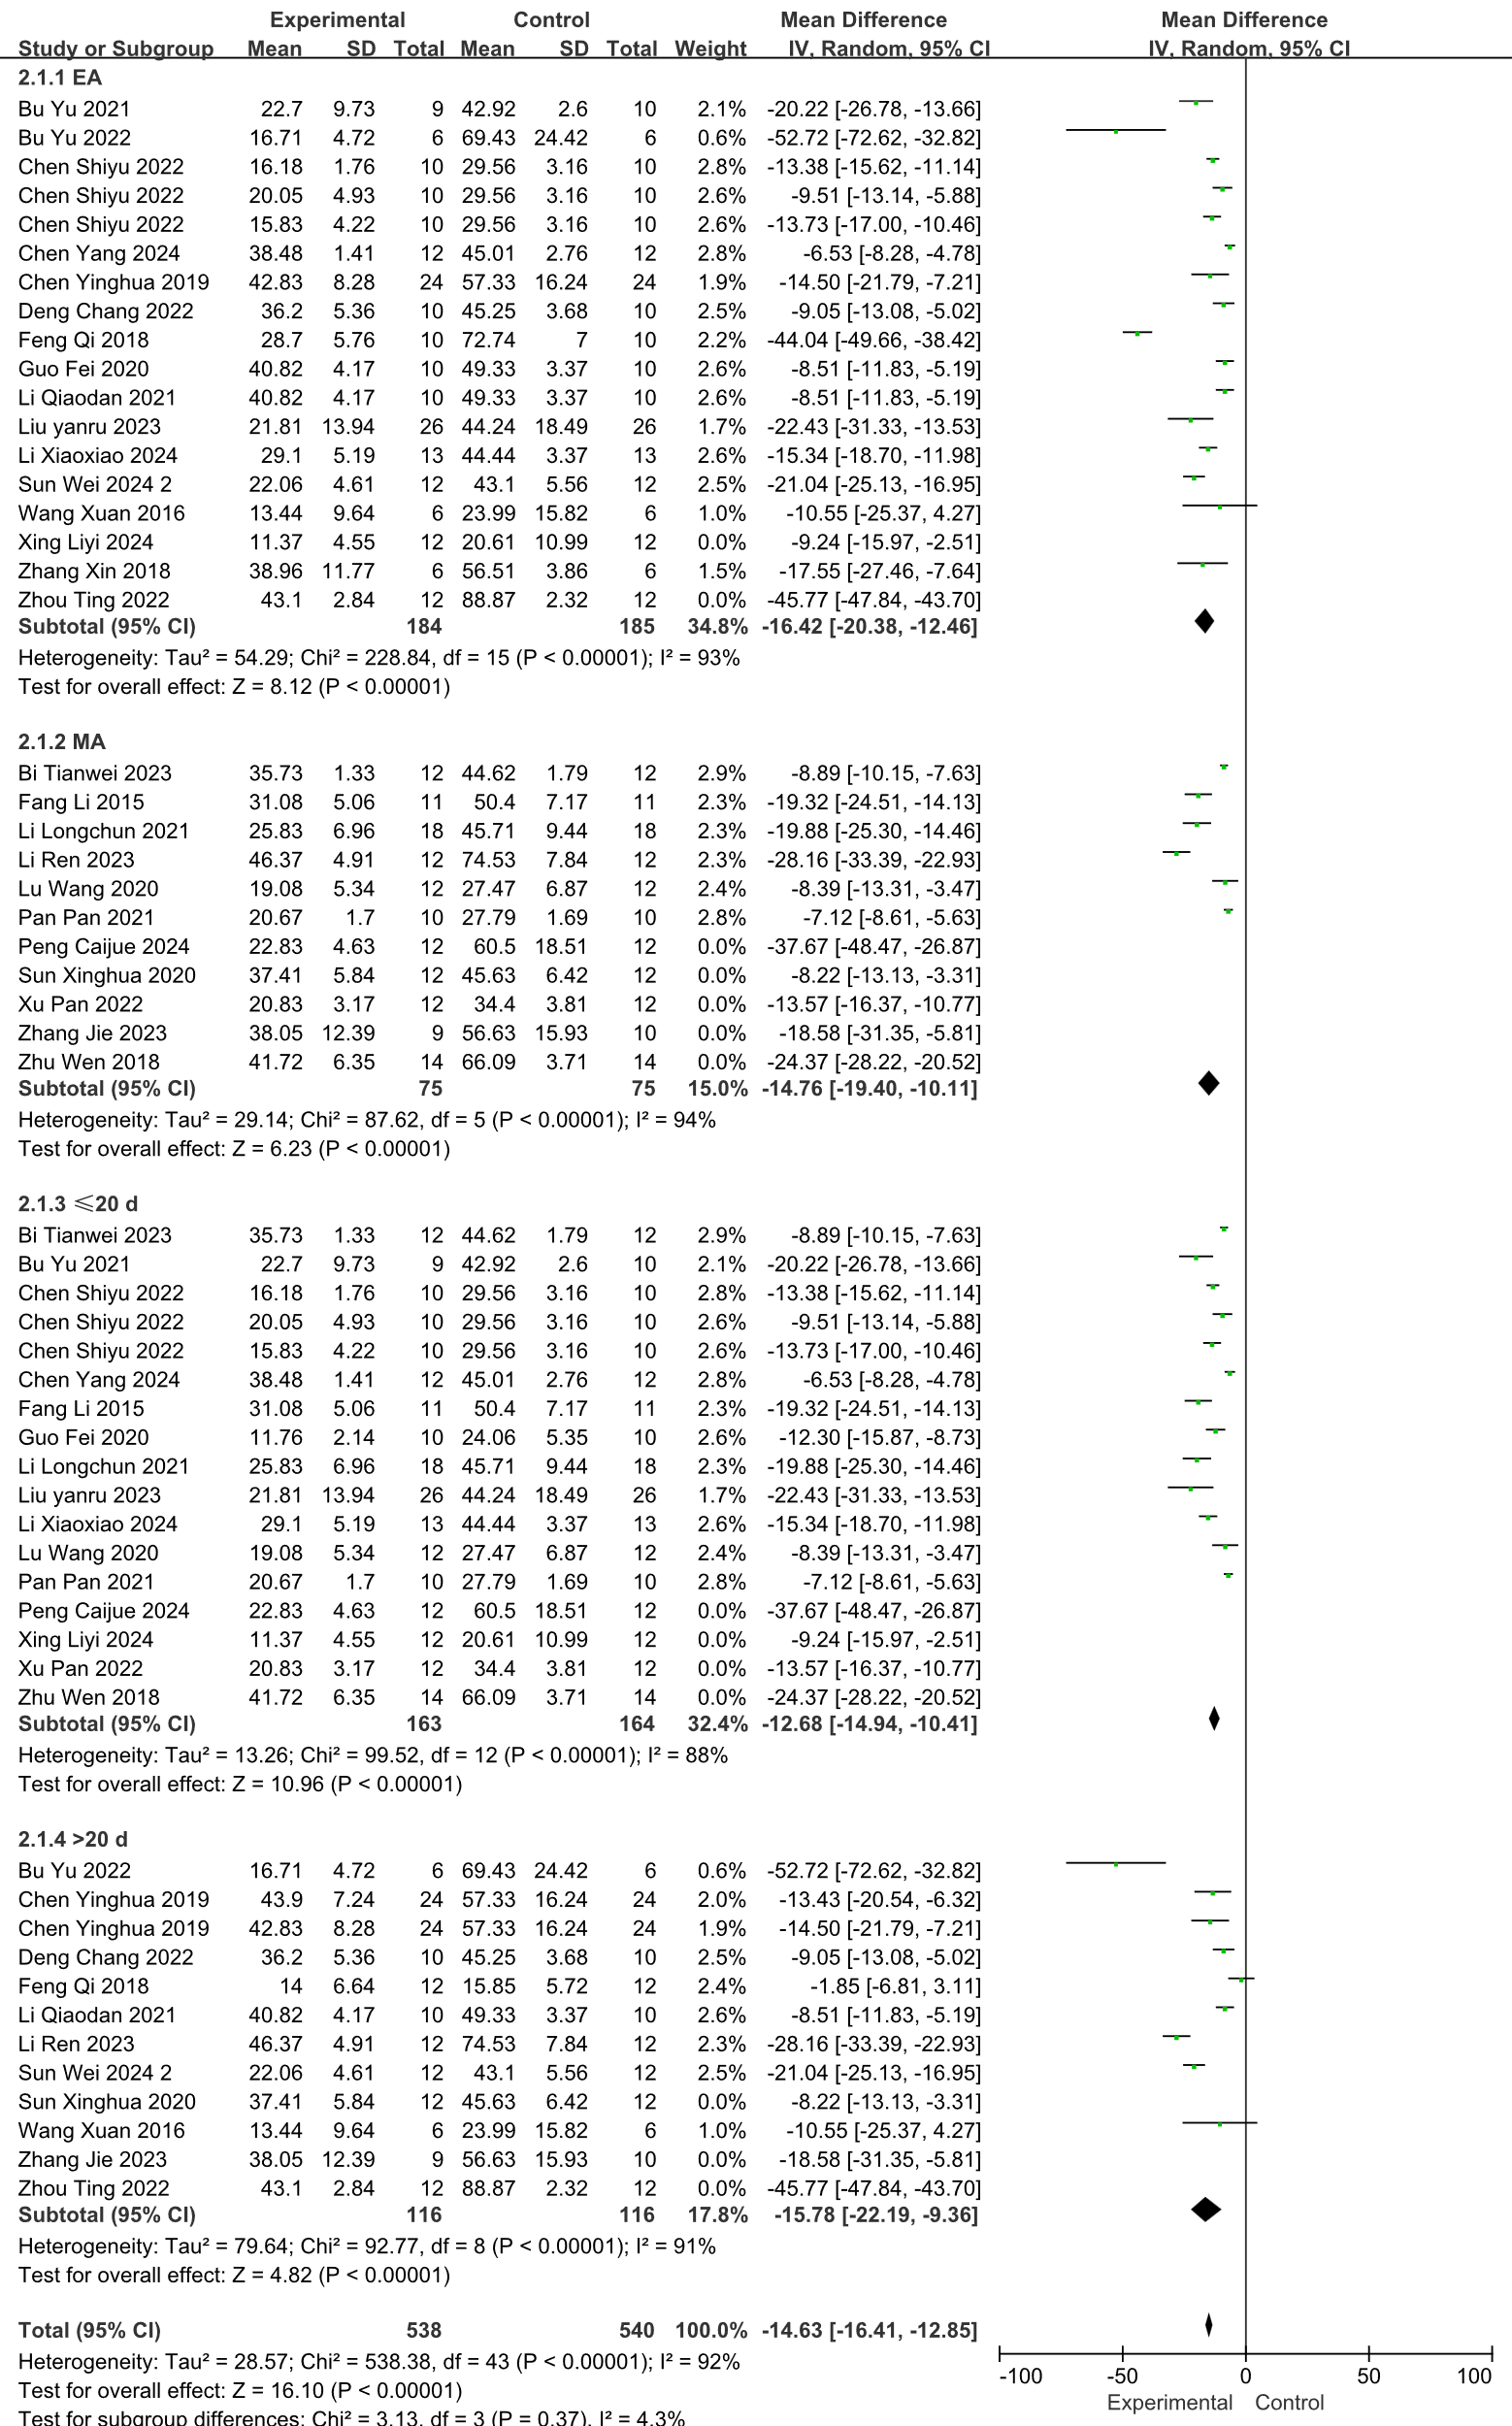 Experimental Control Mean Difference Mean Difference
Study or Subgroup Mean SD Total Mean SD Total Weight IV, Random, 95% CI IV, Random, 95% CI
2.1.1 EA
Bu Yu 2021 22.7 9.73 9 42.92 2.6 10 2.1% -20.22 [-26.78, -13.66]
Bu Yu 2022 16.71 4.72 6 69.43 24.42 6 0.6% -52.72 [-72.62, -32.82]
Chen Shiyu 2022 16.18 1.76 10 29.56 3.16 10 2.8% -13.38 [-15.62, -11.14]
Chen Shiyu 2022 20.05 4.93 10 29.56 3.16 10 2.6% -9.51 [-13.14, -5.88]
Chen Shiyu 2022 15.83 4.22 10 29.56 3.16 10 2.6% -13.73 [-17.00, -10.46]
Chen Yang 2024 38.48 1.41 12 45.01 2.76 12 2.8% -6.53 [-8.28, -4.78]
Chen Yinghua 2019 42.83 8.28 24 57.33 16.24 24 1.9% -14.50 [-21.79, -7.21]
Deng Chang 2022 36.2 5.36 10 45.25 3.68 10 2.5% -9.05 [-13.08, -5.02]
Feng Qi 2018 28.7 5.76 10 72.74 7 10 2.2% -44.04 [-49.66, -38.42]
Guo Fei 2020 40.82 4.17 10 49.33 3.37 10 2.6% -8.51 [-11.83, -5.19]
Li Qiaodan 2021 40.82 4.17 10 49.33 3.37 10 2.6% -8.51 [-11.83, -5.19]
Liu yanru 2023 21.81 13.94 26 44.24 18.49 26 1.7% -22.43 [-31.33, -13.53]
Li Xiaoxiao 2024 29.1 5.19 13 44.44 3.37 13 2.6% -15.34 [-18.70, -11.98]
Sun Wei 2024 2 22.06 4.61 12 43.1 5.56 12 2.5% -21.04 [-25.13, -16.95]
Wang Xuan 2016 13.44 9.64 6 23.99 15.82 6 1.0% -10.55 [-25.37, 4.27]
Xing Liyi 2024 11.37 4.55 12 20.61 10.99 12 0.0% -9.24 [-15.97, -2.51]
Zhang Xin 2018 38.96 11.77 6 56.51 3.86 6 1.5% -17.55 [-27.46, -7.64]
Zhou Ting 2022 43.1 2.84 12 88.87 2.32 12 0.0% -45.77 [-47.84, -43.70]
Subtotal (95% CI) 184 185 34.8% -16.42 [-20.38, -12.46]
Heterogeneity: Tau² = 54.29; Chi² = 228.84, df = 15 (P < 0.00001); I² = 93%
Test for overall effect: Z = 8.12 (P < 0.00001)
2.1.2 MA
Bi Tianwei 2023 35.73 1.33 12 44.62 1.79 12 2.9% -8.89 [-10.15, -7.63]
Fang Li 2015 31.08 5.06 11 50.4 7.17 11 2.3% -19.32 [-24.51, -14.13]
Li Longchun 2021 25.83 6.96 18 45.71 9.44 18 2.3% -19.88 [-25.30, -14.46]
Li Ren 2023 46.37 4.91 12 74.53 7.84 12 2.3% -28.16 [-33.39, -22.93]
Lu Wang 2020 19.08 5.34 12 27.47 6.87 12 2.4% -8.39 [-13.31, -3.47]
Pan Pan 2021 20.67 1.7 10 27.79 1.69 10 2.8% -7.12 [-8.61, -5.63]
Peng Caijue 2024 22.83 4.63 12 60.5 18.51 12 0.0% -37.67 [-48.47, -26.87]
Sun Xinghua 2020 37.41 5.84 12 45.63 6.42 12 0.0% -8.22 [-13.13, -3.31]
Xu Pan 2022 20.83 3.17 12 34.4 3.81 12 0.0% -13.57 [-16.37, -10.77]
Zhang Jie 2023 38.05 12.39 9 56.63 15.93 10 0.0% -18.58 [-31.35, -5.81]
Zhu Wen 2018 41.72 6.35 14 66.09 3.71 14 0.0% -24.37 [-28.22, -20.52]
Subtotal (95% CI) 75 75 15.0% -14.76 [-19.40, -10.11]
Heterogeneity: Tau² = 29.14; Chi² = 87.62, df = 5 (P < 0.00001); I² = 94%
Test for overall effect: Z = 6.23 (P < 0.00001)
2.1.3 ≤20 d
Bi Tianwei 2023 35.73 1.33 12 44.62 1.79 12 2.9% -8.89 [-10.15, -7.63]
Bu Yu 2021 22.7 9.73 9 42.92 2.6 10 2.1% -20.22 [-26.78, -13.66]
Chen Shiyu 2022 16.18 1.76 10 29.56 3.16 10 2.8% -13.38 [-15.62, -11.14]
Chen Shiyu 2022 20.05 4.93 10 29.56 3.16 10 2.6% -9.51 [-13.14, -5.88]
Chen Shiyu 2022 15.83 4.22 10 29.56 3.16 10 2.6% -13.73 [-17.00, -10.46]
Chen Yang 2024 38.48 1.41 12 45.01 2.76 12 2.8% -6.53 [-8.28, -4.78]
Fang Li 2015 31.08 5.06 11 50.4 7.17 11 2.3% -19.32 [-24.51, -14.13]
Guo Fei 2020 11.76 2.14 10 24.06 5.35 10 2.6% -12.30 [-15.87, -8.73]
Li Longchun 2021 25.83 6.96 18 45.71 9.44 18 2.3% -19.88 [-25.30, -14.46]
Liu yanru 2023 21.81 13.94 26 44.24 18.49 26 1.7% -22.43 [-31.33, -13.53]
Li Xiaoxiao 2024 29.1 5.19 13 44.44 3.37 13 2.6% -15.34 [-18.70, -11.98]
Lu Wang 2020 19.08 5.34 12 27.47 6.87 12 2.4% -8.39 [-13.31, -3.47]
Pan Pan 2021 20.67 1.7 10 27.79 1.69 10 2.8% -7.12 [-8.61, -5.63]
Peng Caijue 2024 22.83 4.63 12 60.5 18.51 12 0.0% -37.67 [-48.47, -26.87]
Xing Liyi 2024 11.37 4.55 12 20.61 10.99 12 0.0% -9.24 [-15.97, -2.51]
Xu Pan 2022 20.83 3.17 12 34.4 3.81 12 0.0% -13.57 [-16.37, -10.77]
Zhu Wen 2018 41.72 6.35 14 66.09 3.71 14 0.0% -24.37 [-28.22, -20.52]
Subtotal (95% CI) 163 164 32.4% -12.68 [-14.94, -10.41]
Heterogeneity: Tau² = 13.26; Chi² = 99.52, df = 12 (P < 0.00001); I² = 88%
Test for overall effect: Z = 10.96 (P < 0.00001)
2.1.4 >20 d
Bu Yu 2022 16.71 4.72 6 69.43 24.42 6 0.6% -52.72 [-72.62, -32.82]
Chen Yinghua 2019 43.9 7.24 24 57.33 16.24 24 2.0% -13.43 [-20.54, -6.32]
Chen Yinghua 2019 42.83 8.28 24 57.33 16.24 24 1.9% -14.50 [-21.79, -7.21]
Deng Chang 2022 36.2 5.36 10 45.25 3.68 10 2.5% -9.05 [-13.08, -5.02]
Feng Qi 2018 14 6.64 12 15.85 5.72 12 2.4% -1.85 [-6.81, 3.11]
Li Qiaodan 2021 40.82 4.17 10 49.33 3.37 10 2.6% -8.51 [-11.83, -5.19]
Li Ren 2023 46.37 4.91 12 74.53 7.84 12 2.3% -28.16 [-33.39, -22.93]
Sun Wei 2024 2 22.06 4.61 12 43.1 5.56 12 2.5% -21.04 [-25.13, -16.95]
Sun Xinghua 2020 37.41 5.84 12 45.63 6.42 12 0.0% -8.22 [-13.13, -3.31]
Wang Xuan 2016 13.44 9.64 6 23.99 15.82 6 1.0% -10.55 [-25.37, 4.27]
Zhang Jie 2023 38.05 12.39 9 56.63 15.93 10 0.0% -18.58 [-31.35, -5.81]
Zhou Ting 2022 43.1 2.84 12 88.87 2.32 12 0.0% -45.77 [-47.84, -43.70]
Subtotal (95% CI) 116 116 17.8% -15.78 [-22.19, -9.36]
Heterogeneity: Tau² = 79.64; Chi² = 92.77, df = 8 (P < 0.00001); I² = 91%
Test for overall effect: Z = 4.82 (P < 0.00001)
Total (95% CI) 538 540 100.0% -14.63 [-16.41, -12.85]
Heterogeneity: Tau² = 28.57; Chi² = 538.38, df = 43 (P < 0.00001); I² = 92%
-100 -50 0 50 100
Test for overall effect: Z = 16.10 (P < 0.00001)
Experimental Control
Test for subgroup differences: Chi² = 3.13, df = 3 (P = 0.37), I² = 4.3%